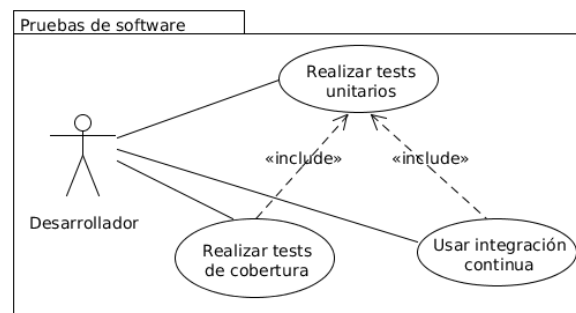 Pruebas de software
Realizar tests
unitarios
«include»
«include»
Desarrollador
Realizar tests
de cobertura
Usar integración
continua